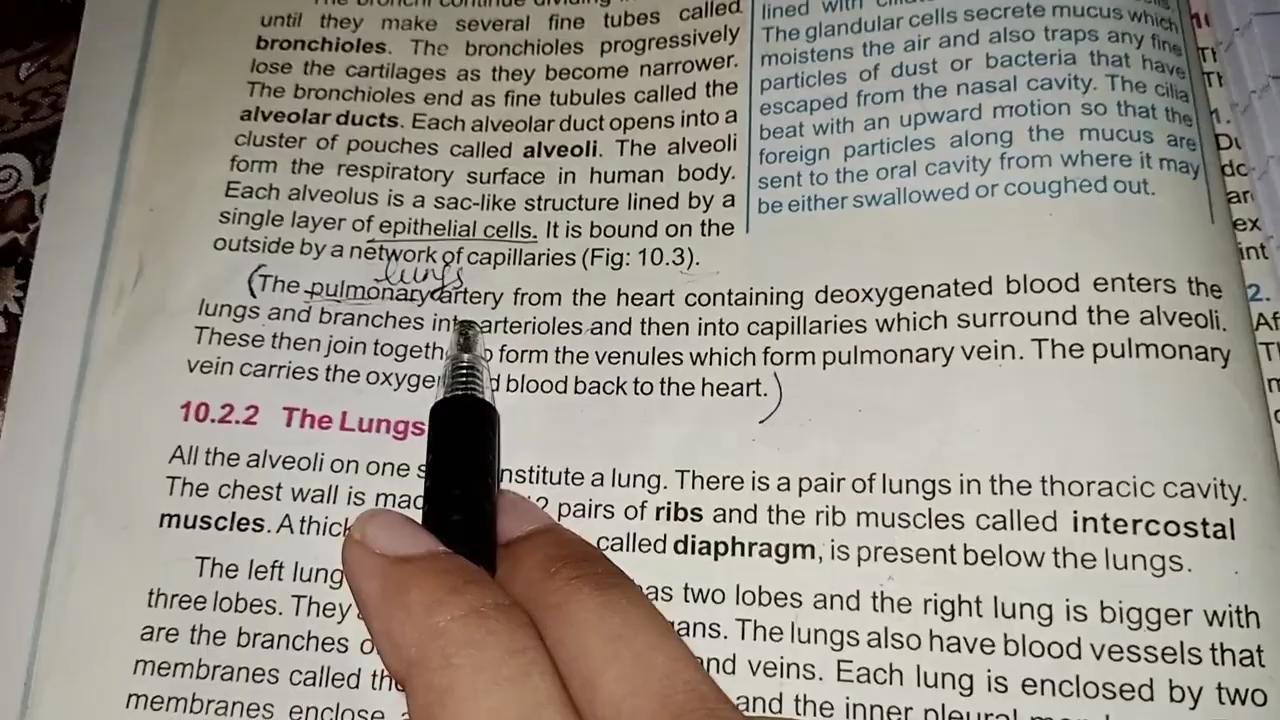 until they make several fine tubes called
bronchioles. The bronchioles progressively
lose the cartilages as they become narrower.
The bronchioles end as fine tubules called the
alveolar ducts. Each alveolar duct opens into a
cluster of pouches called alveoli. The alveoli
form the respiratory surface in human body.
Each alveolus is a sac-like structure lined by a
single layer of epithelial cells. It is bound on the
outside by a network of capillaries (Fig: 10.3).
lined with
The glandular cells secrete mucus which
moistens the air and also traps any fine
particles of dust or bacteria that have
escaped from the nasal cavity. The cilia
beat with an upward motion so that the
foreign particles along the mucus are
sent to the oral cavity from where it may
be either swallowed or coughed out.
lungs
(The pulmonary artery from the heart containing deoxygenated blood enters the
lungs and branches into arterioles and then into capillaries which surround the alveoli.
These then join togeth form the venules which form pulmonary vein. The pulmonary
vein carries the oxyge d blood back to the heart.)
10.2.2 The Lungs
All the alveoli on one s nstitute a lung. There is a pair of lungs in the thoracic cavity.
The chest wall is mad 12 pairs of ribs and the rib muscles called intercostal
muscles. A thick called diaphragm, is present below the lungs.
The left lung has two lobes and the right lung is bigger with
three lobes. They ans. The lungs also have blood vessels that
are the branches o and veins. Each lung is enclosed by two
membranes called the and the inner pleural
membranes enclose
1.
2.